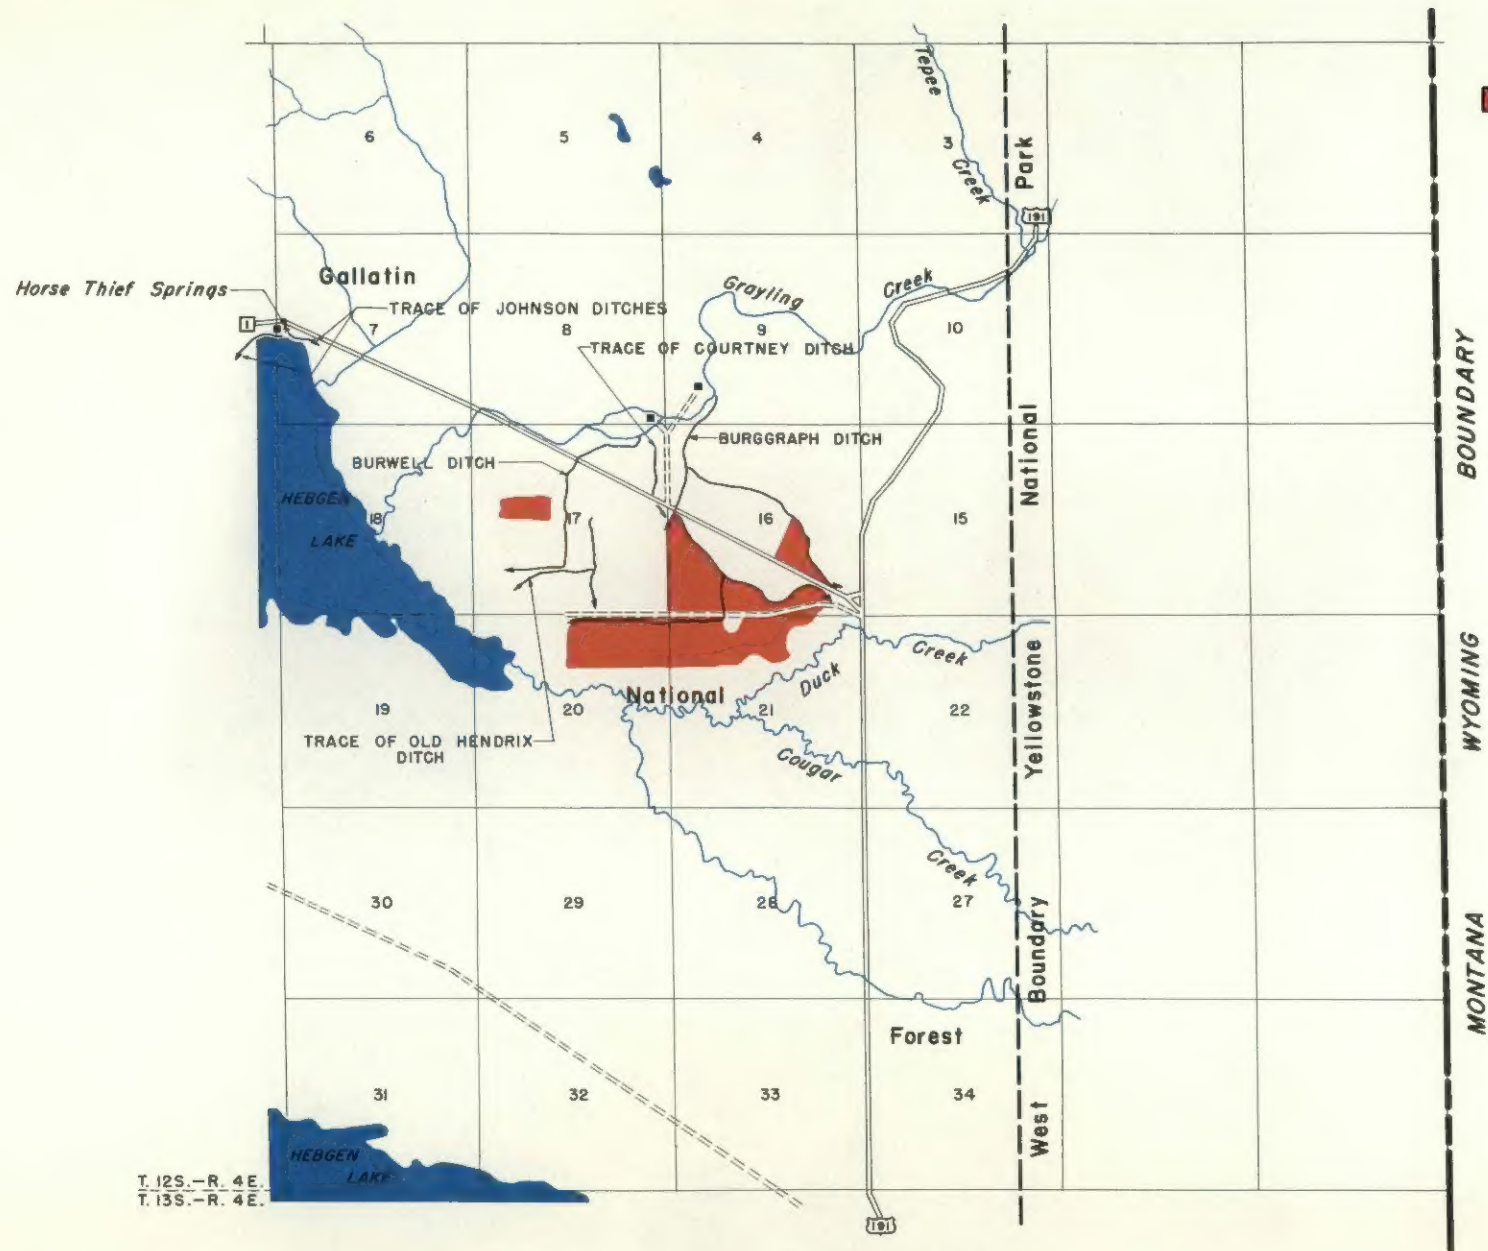 Tepee
Creek
6
5
4
3
Park
191
Gallatin
Horse Thief Springs
TRACE OF JOHNSON DITCHES
Grayling
Creek
1
7
8
9
10
TRACE OF COURTNEY DITCH
BOUNDARY
BURGGRAPH DITCH
BURWELL DITCH
National
HEBGEN
LAKE
18
17
16
15
Creek
Duck
National
19
20
21
22
Yellowstone
WYOMING
TRACE OF OLD HENDRIX
DITCH
Cougar
Creek
30
29
28
27
Boundary
MONTANA
Forest
31
32
33
34
West
HEBGEN
LAKE
T. 12S.-R. 4E.
T. 13S.-R. 4E.
191